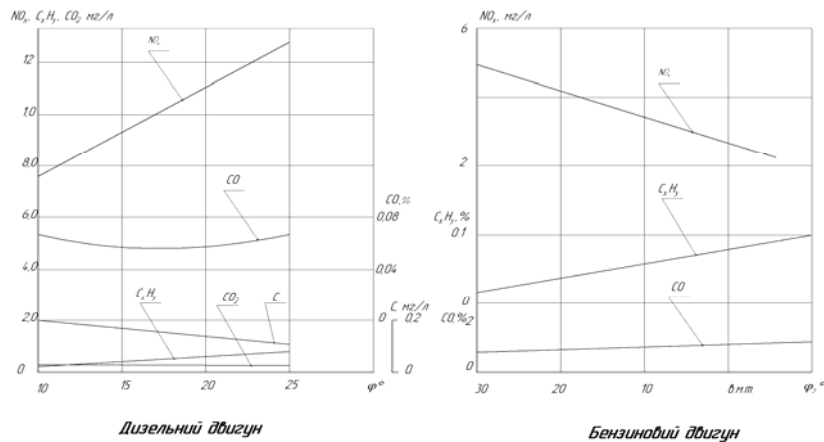 NOx, CxHy, CO2 мг/л
12
1,0
8,0
6,0
4,0
2,0
0
NOx
CO
CO,%
0,08
0,04
0
CxHy
CO2
C
C, мг/л
0,2
0
10
15
20
25
φ°
Дизельний двигун
NOx, мг/л
6
2
CxHy, %
0,1
0
CO,%
2
0
NOx
CxHy
CO
30
20
10
в.м.т.
φ,°
Бензиновий двигун